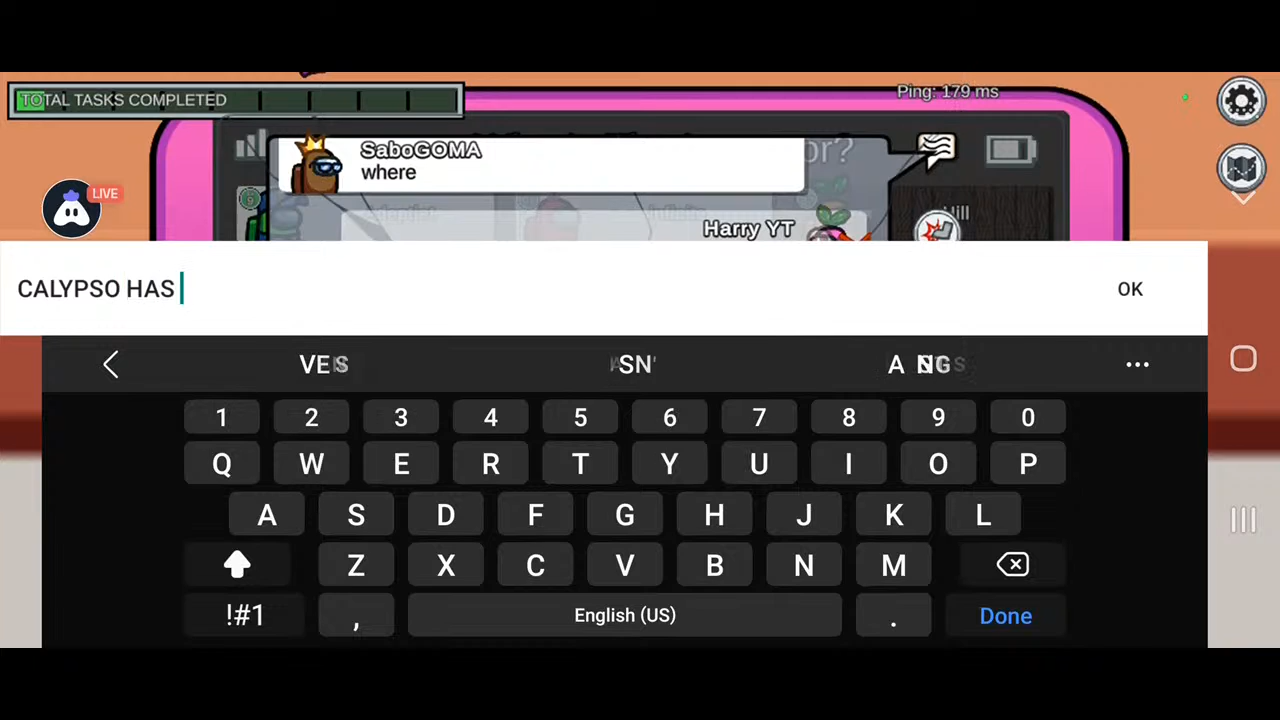 TOTAL TASKS COMPLETED
Ping: 179 ms
SaboGOMA
where
LIVE
Harry YT
CALYPSO HAS
OK
1 2 3 4 5 6 7 8 9 0
Q W E R T Y U I O P
A S D F G H J K L
Z X C V B N M
!#1 , English (US) . Done